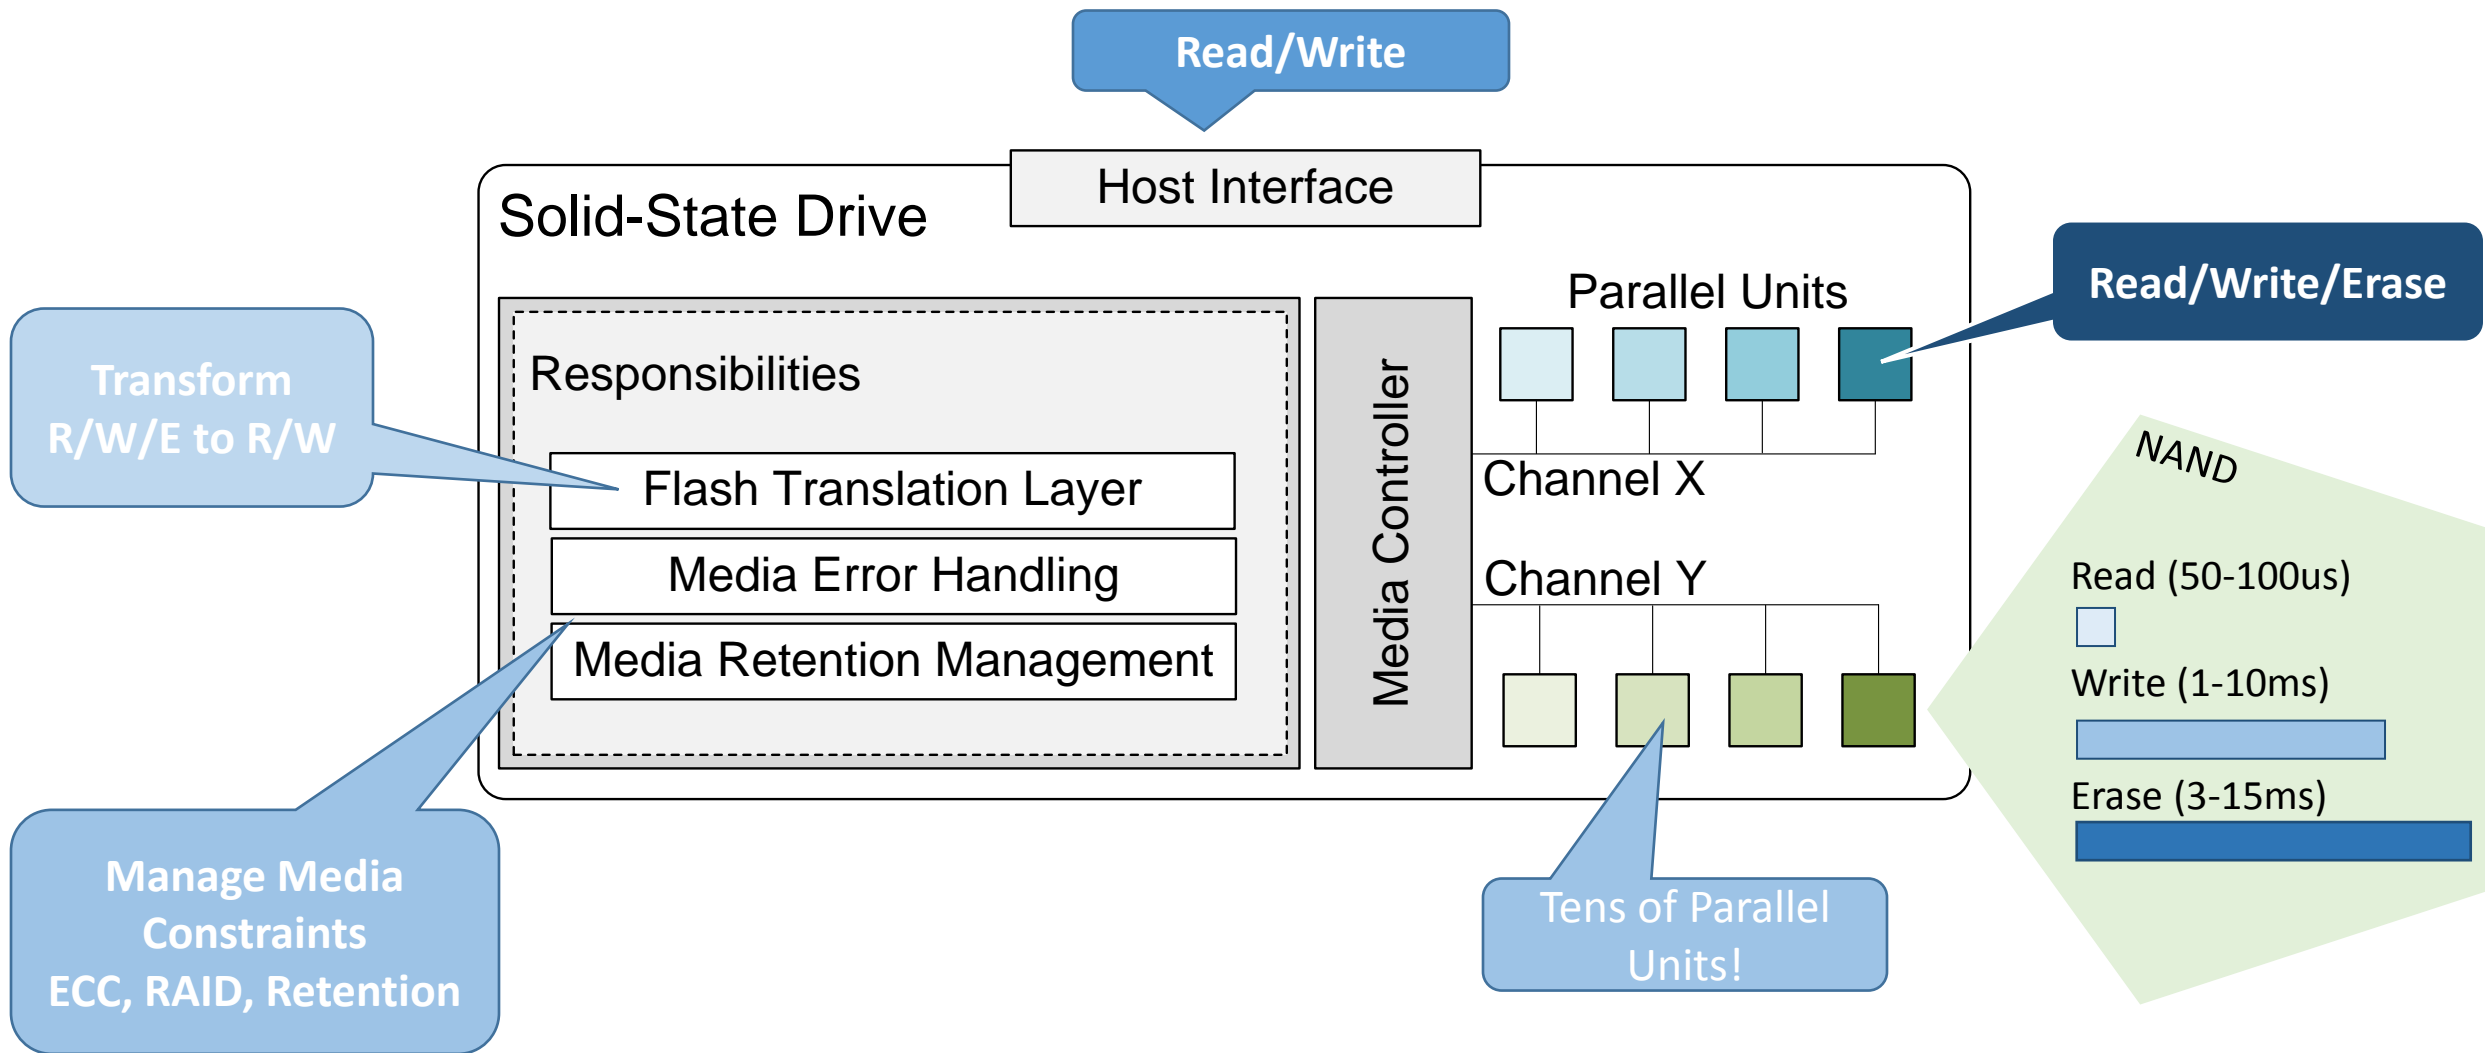 Read/Write
Host Interface
Solid-State Drive
Parallel Units
Read/Write/Erase
Transform
R/W/E to R/W
Responsibilities
Flash Translation Layer
Media Error Handling
Media Retention Management
Media Controller
Channel X
Channel Y
NAND
Read (50-100us)
Write (1-10ms)
Erase (3-15ms)
Manage Media
Constraints
ECC, RAID, Retention
Tens of Parallel
Units!